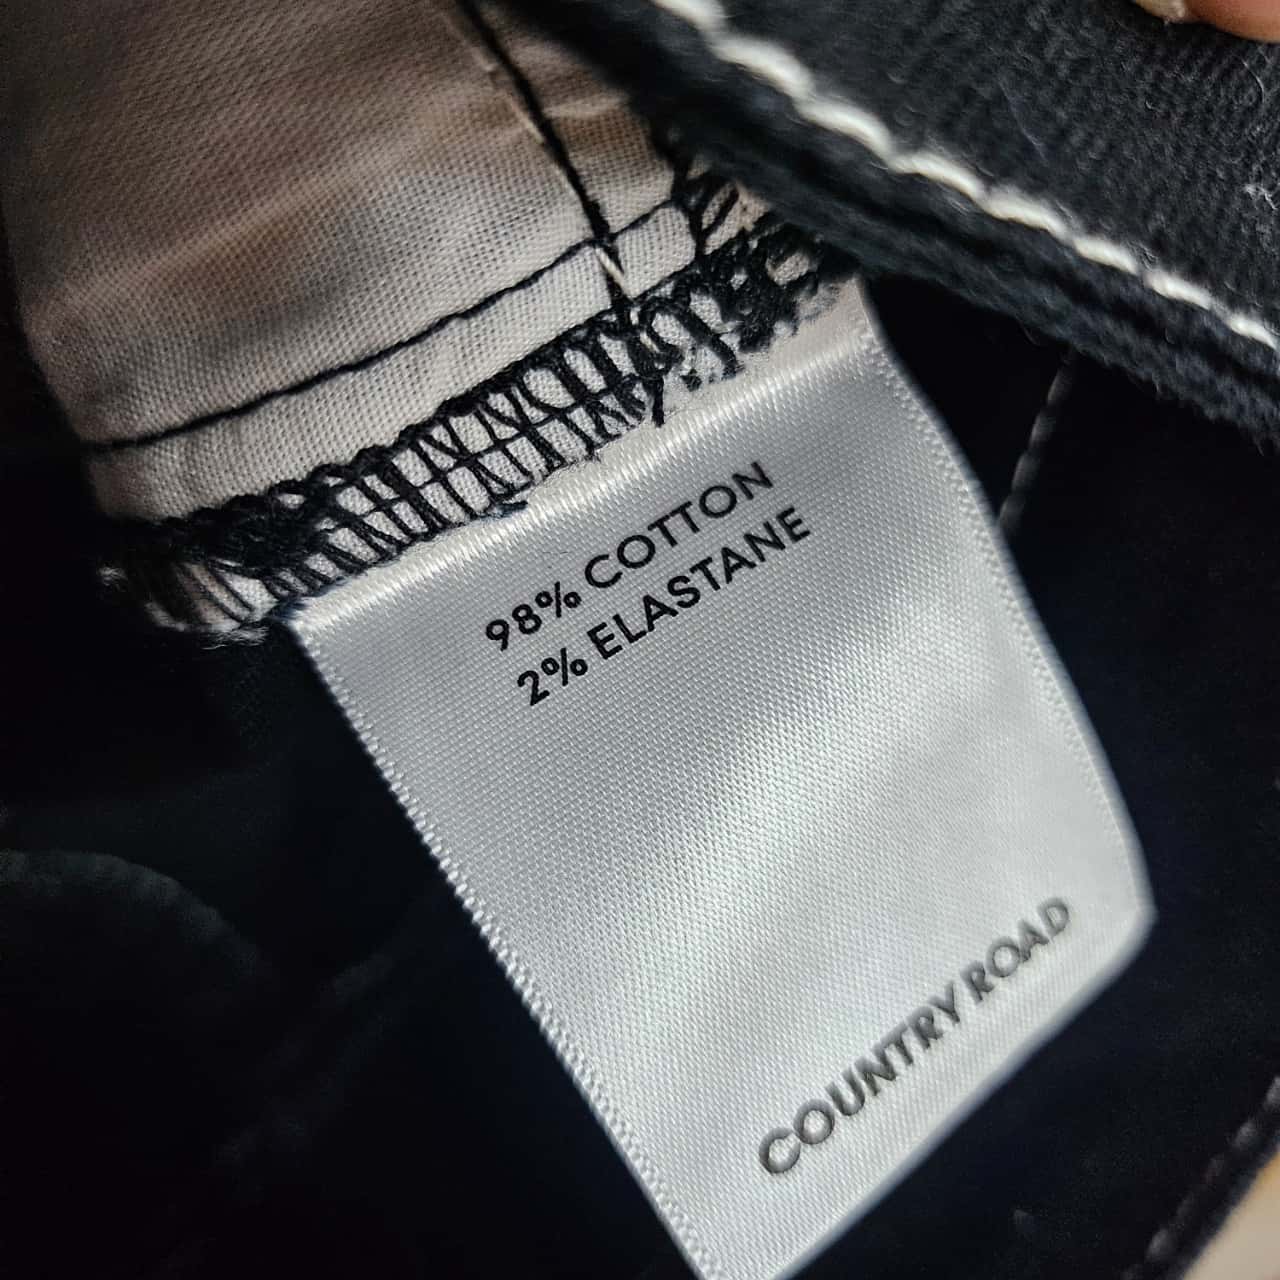 98% COTTON
2% ELASTANE
COUNTRY ROAD